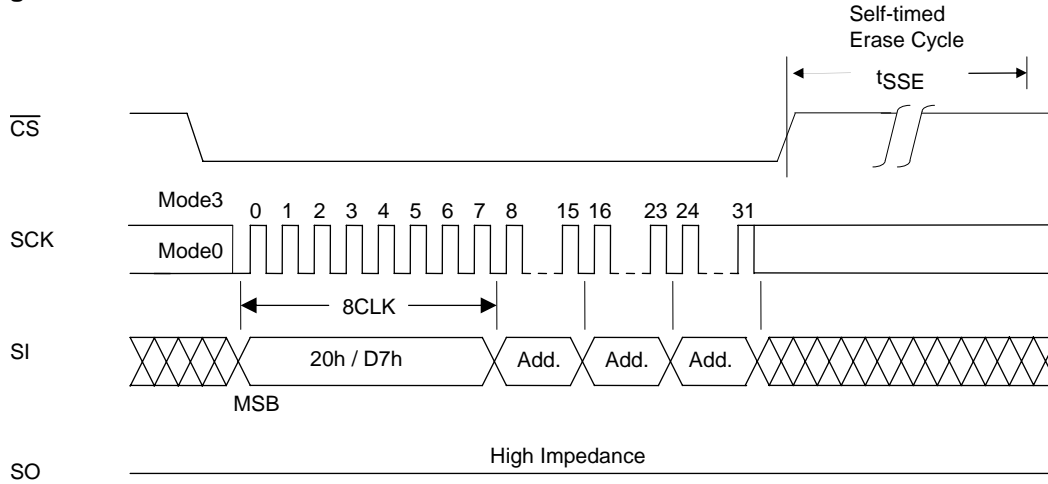 Self-timed
Erase Cycle
tSSE
CS
Mode3
0 1 2 3 4 5 6 7 8 15 16 23 24 31
SCK
Mode0
8CLK
SI
20h / D7h Add. Add. Add.
MSB
High Impedance
SO